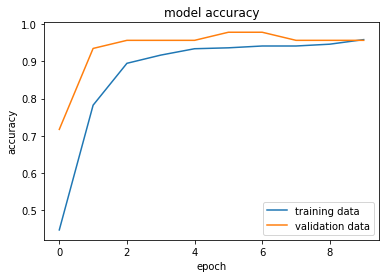 model accuracy
1.0
0.9
0.8
0.7
0.6
0.5
accuracy
training data
validation data
0 2 4 6 8
epoch